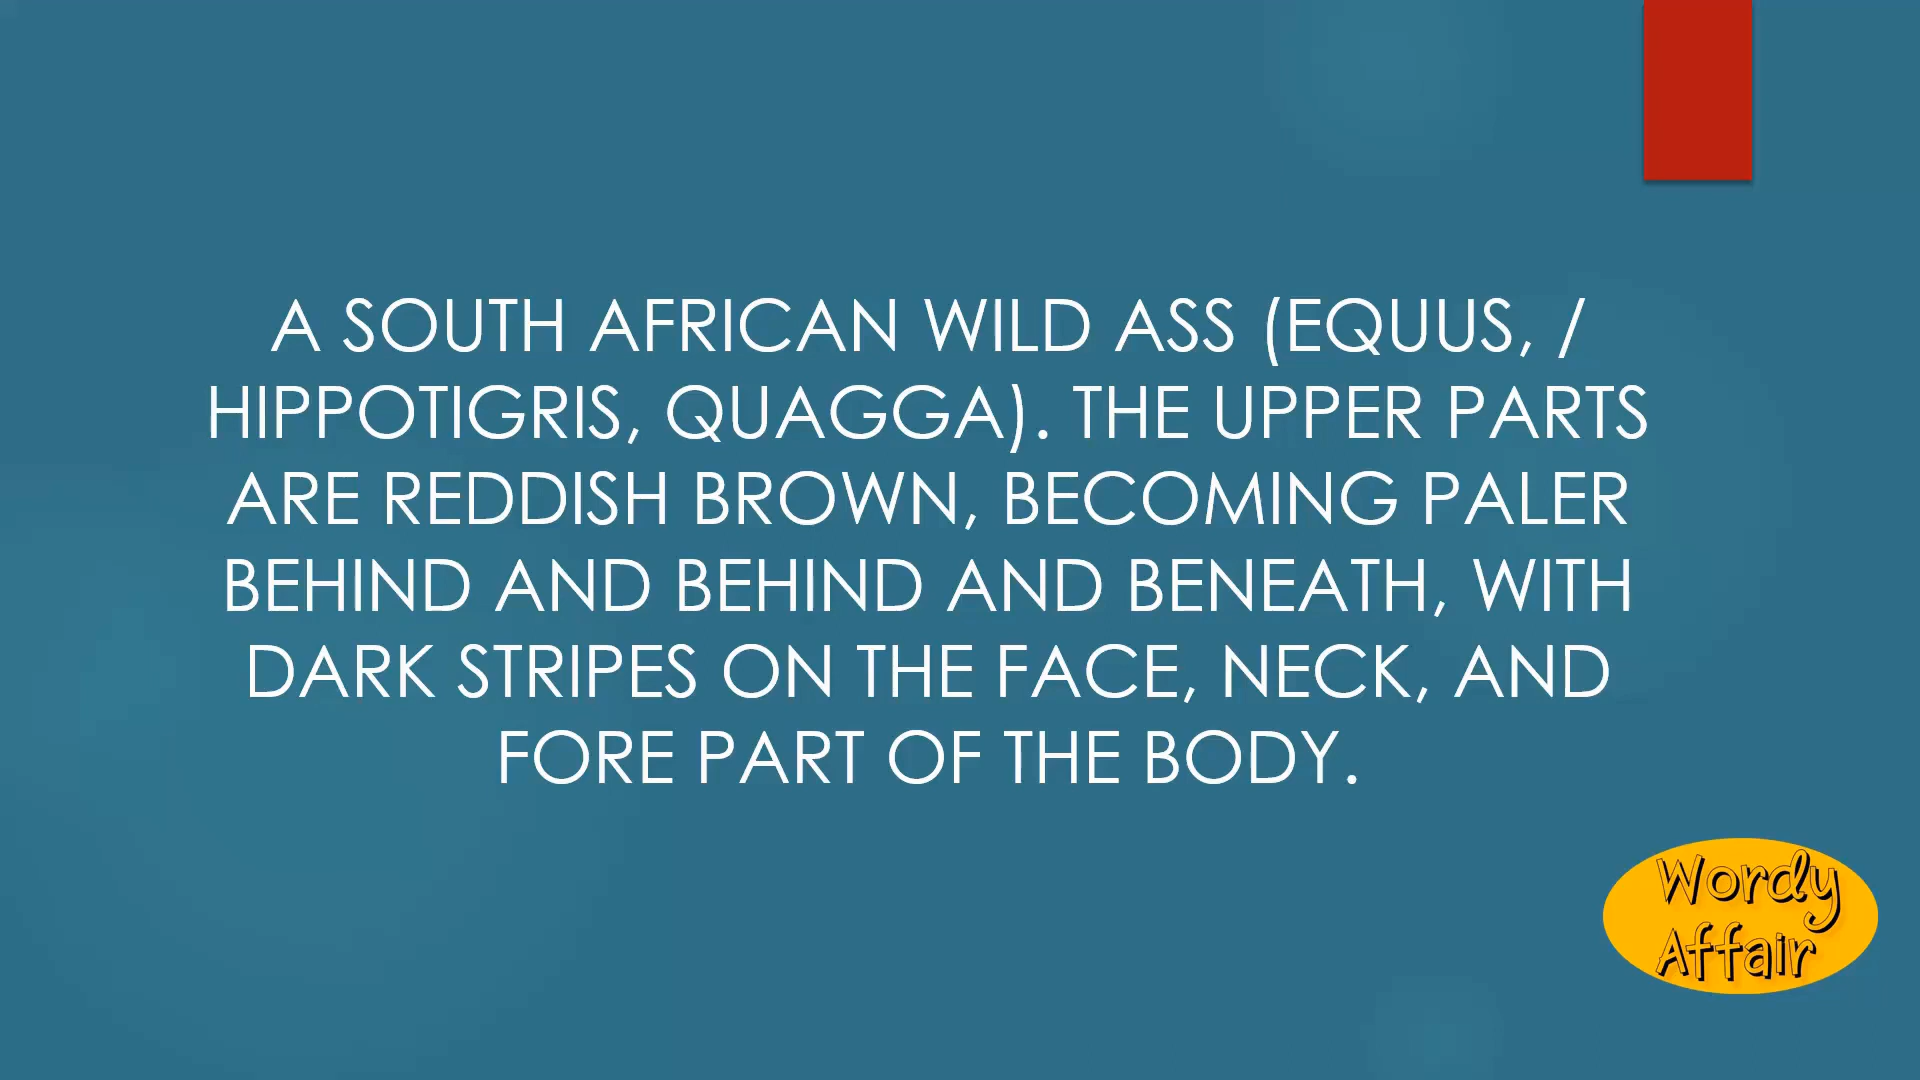 A SOUTH AFRICAN WILD ASS (EQUUS, /
HIPPOTIGRIS, QUAGGA). THE UPPER PARTS
ARE REDDISH BROWN, BECOMING PALER
BEHIND AND BEHIND AND BENEATH, WITH
DARK STRIPES ON THE FACE, NECK, AND
FORE PART OF THE BODY.
Wordy
Affair